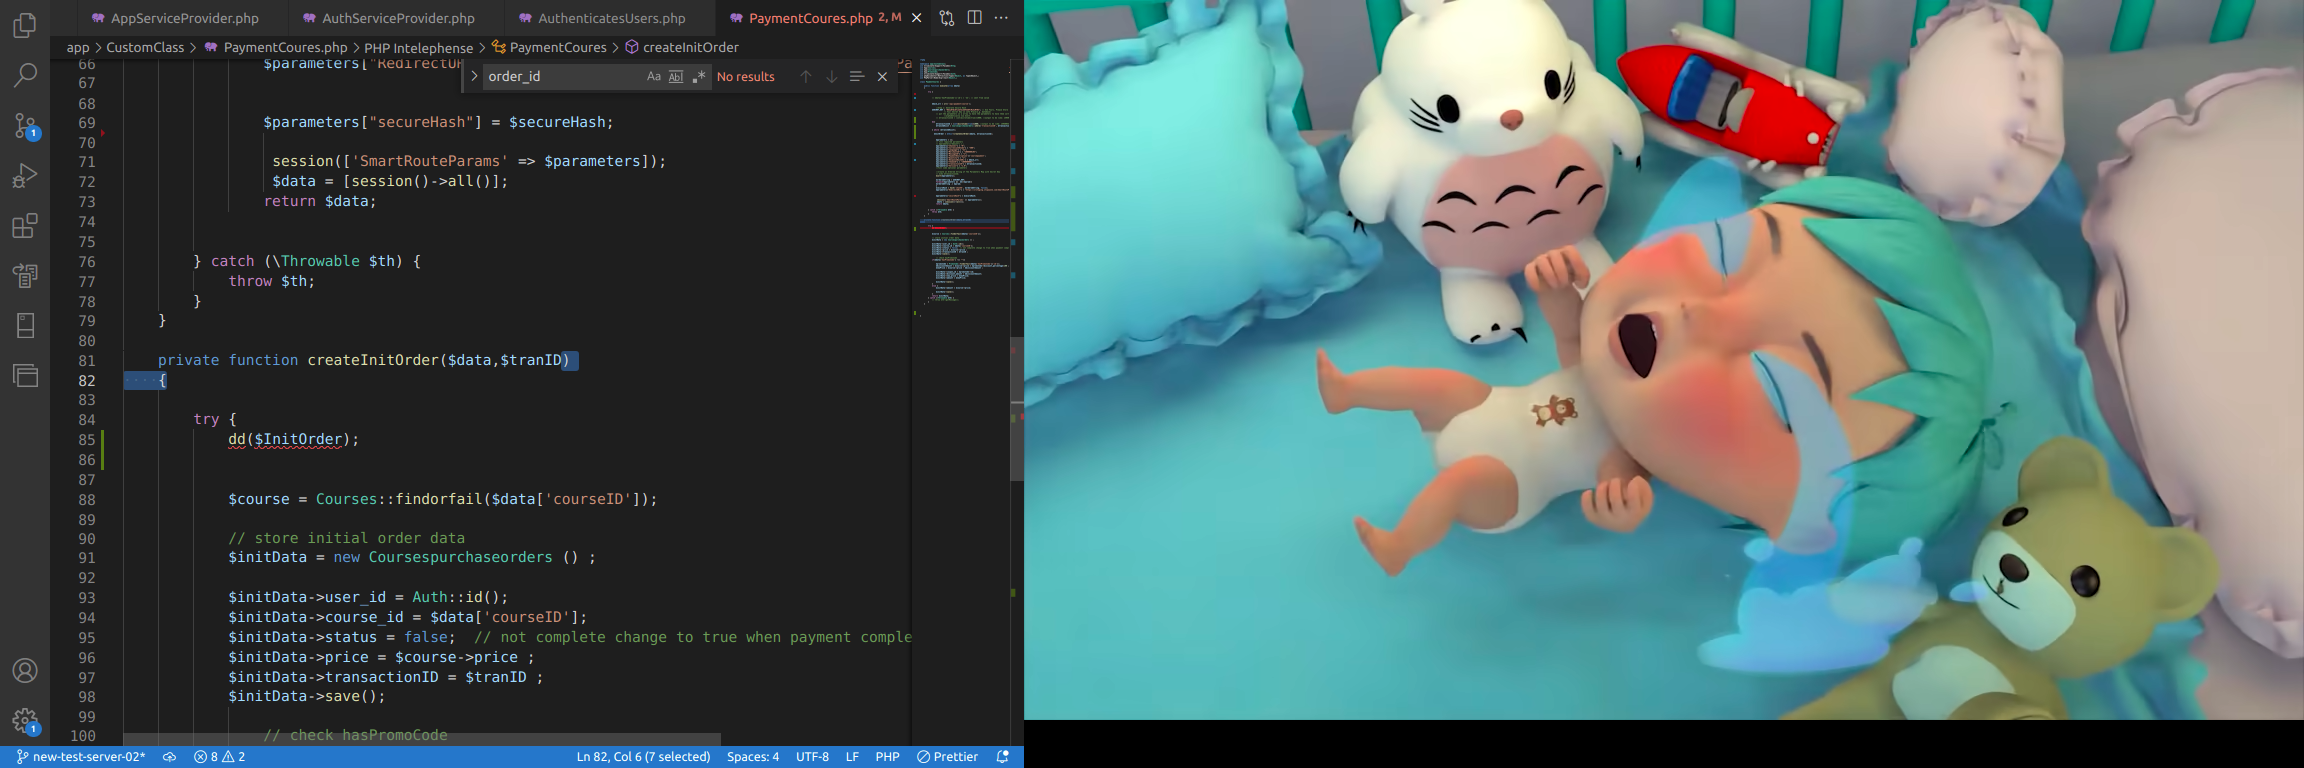 AppServiceProvider.php AuthServiceProvider.php AuthenticatesUsers.php PaymentCoures.php 2, M
app > CustomClass > PaymentCoures.php > PHP Intelephense > PaymentCoures > createInitOrder
order_id Aa Abl .* No results
66 $parameters["RedirectUR
67
68
69 $parameters["secureHash"] = $secureHash;
70
71 session(['SmartRouteParams' => $parameters]);
72 $data = [session()->all()];
73 return $data;
74
75
76 } catch (\Throwable $th) {
77 throw $th;
78 }
79 }
80
81 private function createInitOrder($data,$tranID)
82 {
83
84 try {
85 dd($InitOrder);
86
87
88 $course = Courses::findorfail($data['courseID']);
89
90 // store initial order data
91 $initData = new Coursespurchaseorders () ;
92
93 $initData->user_id = Auth::id();
94 $initData->course_id = $data['courseID'];
95 $initData->status = false; // not complete change to true when payment comple
96 $initData->price = $course->price ;
97 $initData->transactionID = $tranID ;
98 $initData->save();
99
100 // check hasPromoCode
1
1
new-test-server-02* 8 2 Ln 82, Col 6 (7 selected) Spaces: 4 UTF-8 LF PHP Prettier